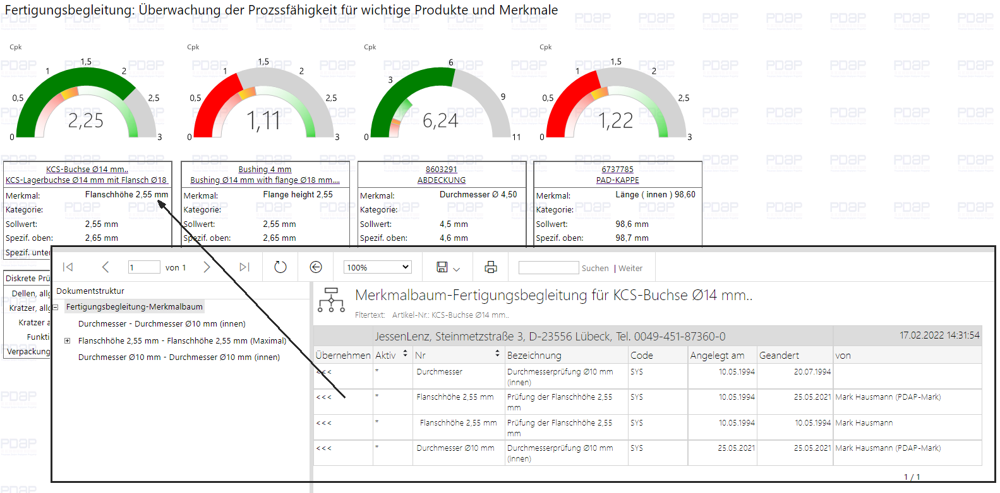 Fertigungsbegleitung: Überwachung der Prozssfähigkeit für wichtige Produkte und Merkmale
Cpk
0
0,5
1
1,5
2
2,5
3
2,25
Cpk
0
0,5
1
1,5
2
2,5
3
1,11
Cpk
0
3
6
9
11
6,24
Cpk
0
0,5
1
1,5
2
2,5
3
1,22
KCS-Buchse Ø14 mm..
KCS-Lagerbuchse Ø14 mm mit Flansch Ø18
Merkmal: Flanschhöhe 2,55 mm
Kategorie:
Sollwert: 2,55 mm
Spezif. oben: 2,65 mm
Spezif. unter
Bushing 4 mm
Bushing Ø14 mm with flange Ø18 mm....
Merkmal: Flange height 2,55
Kategorie:
Sollwert: 2,55 mm
Spezif. oben: 2,65 mm
8603291
ABDECKUNG
Merkmal: Durchmesser Ø 4,50
Kategorie:
Sollwert: 4,5 mm
Spezif. oben: 4,6 mm
6737785
PAD-KAPPE
Merkmal: Länge ( innen ) 98,60
Kategorie:
Sollwert: 98,6 mm
Spezif. oben: 98,7 mm
Diskrete Prü
Dellen, allg
Kratzer, allg
Kratzer a
Funkti
Verpackung
1 von 1 100% Suchen | Weiter
Dokumentstruktur
Fertigungsbegleitung-Merkmalbaum
Durchmesser - Durchmesser Ø10 mm (innen)
Flanschhöhe 2,55 mm - Flanschhöhe 2,55 mm (Maximal)
Durchmesser Ø10 mm - Durchmesser Ø10 mm (innen)
Merkmalbaum-Fertigungsbegleitung für KCS-Buchse Ø14 mm..
Fltertext: Artikel-Nr.: KCS-Buchse Ø14 mm..
JessenLenz, Steinmetzstraße 3, D-23556 Lübeck, Tel. 0049-451-87360-0 17.02.2022 14:31:54
Übernehmen Aktiv Nr Bezeichnung Code Angelegt am Geandert von
<<< * Durchmesser Durchmesserprüfung Ø10 mm SYS 10.05.1994 20.07.1994
(innen)
<<< * Flanschhöhe 2,55 mm Prüfung der Flanschhöhe 2,55 SYS 10.05.1994 25.05.2021 Mark Hausmann (PDAP-Mark)
mm
<<< * Flanschhöhe 2,55 mm Prüfung der Flanschhöhe 2,55 SYS 10.05.1994 10.05.1994 Mark Hausmann
mm
<<< * Durchmesser Ø10 mm Durchmesserprüfung Ø10 mm SYS 25.05.2021 25.05.2021 Mark Hausmann (PDAP-Mark)
(innen)
1 / 1